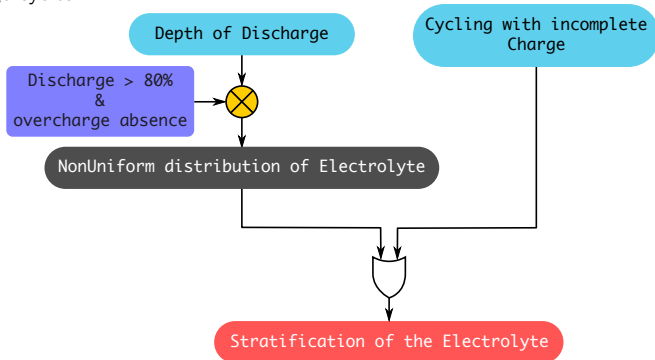 Depth of Discharge
Cycling with incomplete
Charge
Discharge > 80%
&
overcharge absence
NonUniform distribution of Electrolyte
Stratification of the Electrolyte